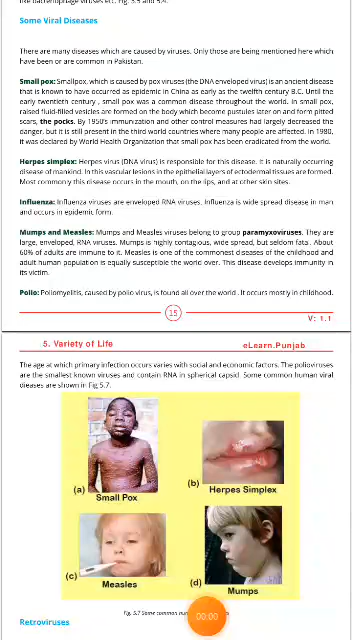 Some Viral Diseases
There are many diseases which are caused by viruses. Only those are being mentioned here which
have been or are common in Pakistan.
Small pox: Smallpox, which is caused by pox viruses (the DNA enveloped virus) is an ancient disease
that is known to have occurred as epidemic in China as early as the twelfth century B.C. Until the
early twentieth century , small pox was a common disease throughout the world. In small pox,
raised fluid-filled vesicles are formed on the body which become pustules later on and form pitted
scars, the pocks. By 1950's immunization and other control measures had largely decreased the
danger, but it is still present in the third world countries where many people are affected. In 1980,
it was declared by World Health Organization that small pox has been eradicated from the world.
Herpes simplex: Herpes virus (DNA virus) is responsible for this disease. It is naturally occurring
disease of mankind. In this vascular lesions in the epithelial layers of ectodermal tissues are formed.
Most commonly this disease occurs in the mouth, on the lips, and at other skin sites.
Influenza: Influenza viruses are enveloped RNA viruses. Influenza is wide spread disease in man
and occurs in epidemic form.
Mumps and Measles: Mumps and Measles viruses belong to group paramyxoviruses. They are
large, enveloped, RNA viruses. Mumps is highly contagious, wide spread, but seldom fatal. About
60% of adults are immune to it. Measles is one of the commonest diseases of the childhood and
adult human population is equally susceptible the world over. This disease develops immunity in
its victim.
Polio: Poliomyelitis, caused by polio virus, is found all over the world . It occurs mostly in childhood.
15
V: 1.1
5. Variety of Life
eLearn.Punjab
The age at which primary infection occurs varies with social and economic factors. The polioviruses
are the smallest known viruses and contain RNA in spherical capsid. Some common human viral
dieases are shown in Fig 5.7.
(a)
Small Pox
(b)
Herpes Simplex
(c)
Measles
(d)
Mumps
Fig. 5.7 Some common
00:00
Retroviruses